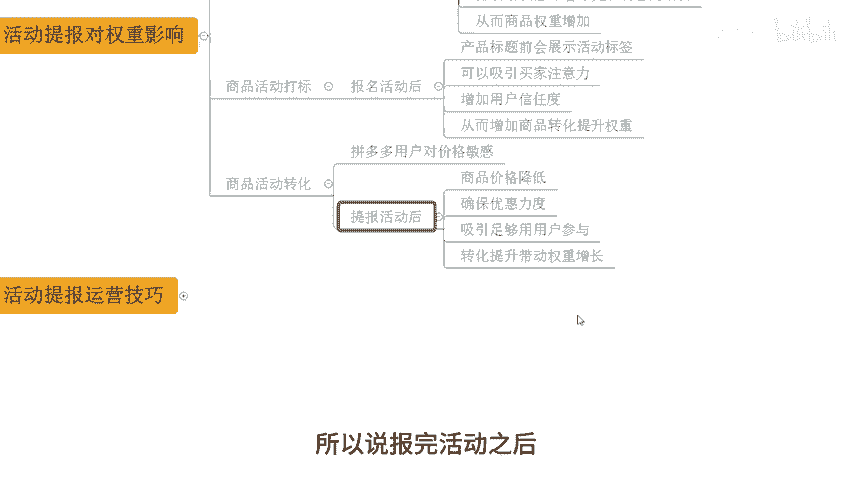 从而商品权重增加
活动提报对权重影响
产品标题前会展示活动标签
可以吸引买家注意力
商品活动打标
报名活动后
增加用户信任度
从而增加商品转化提升权重
拼多多用户对价格敏感
商品活动转化
商品价格降低
确保优惠力度
提报活动后
吸引足够用用户参与
转化提升带动权重增长
活动提报运营技巧
所以说报完活动之后